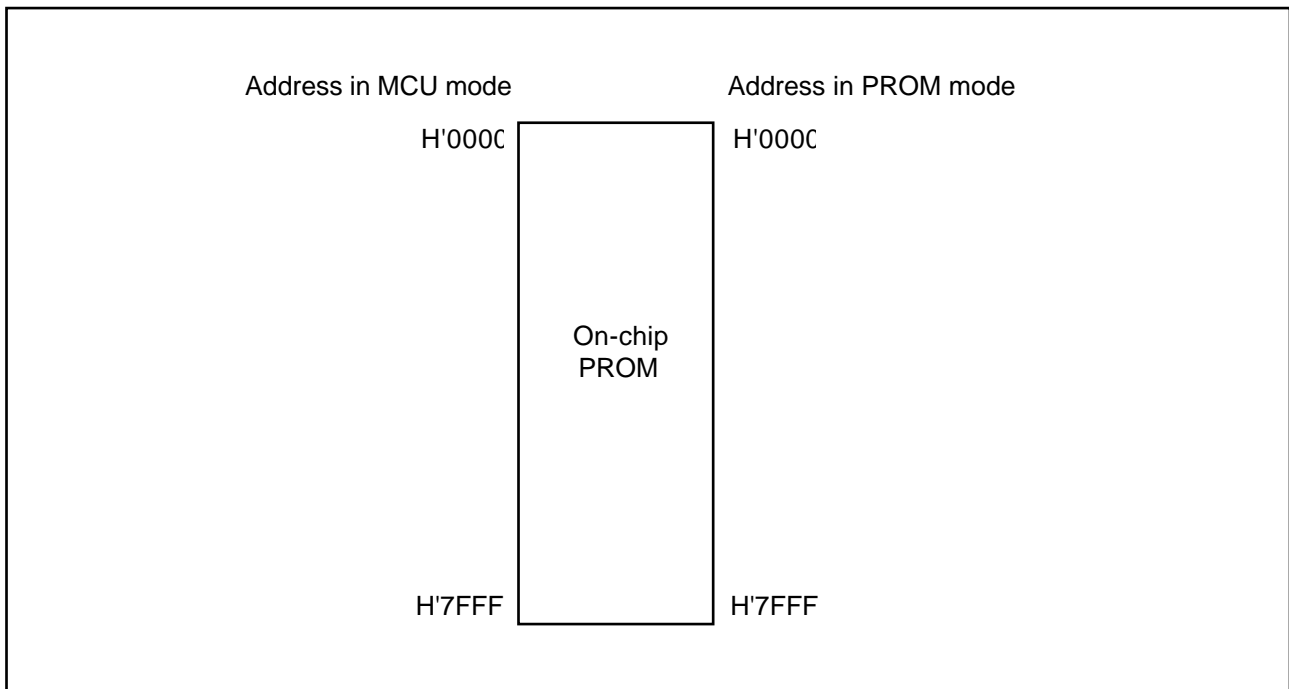 Address in MCU mode Address in PROM mode
H'0000 H'0000
On-chip
PROM
H'7FFF H'7FFF